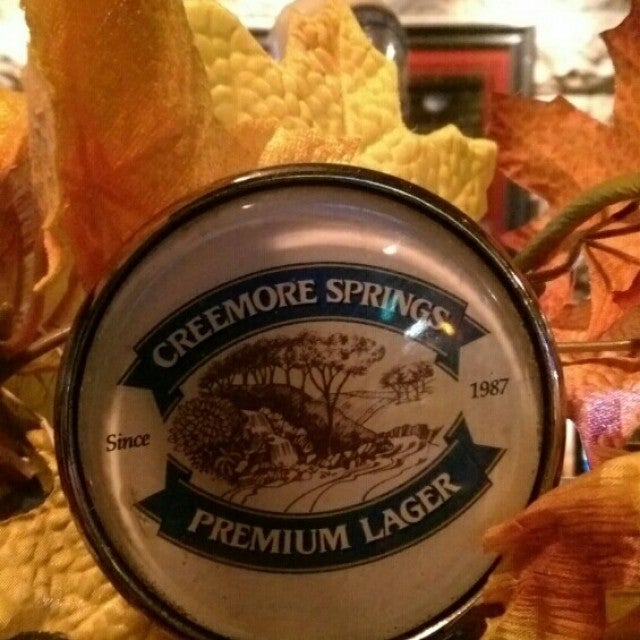 CREEMORE SPRINGS
Since 1987
PREMIUM LAGER